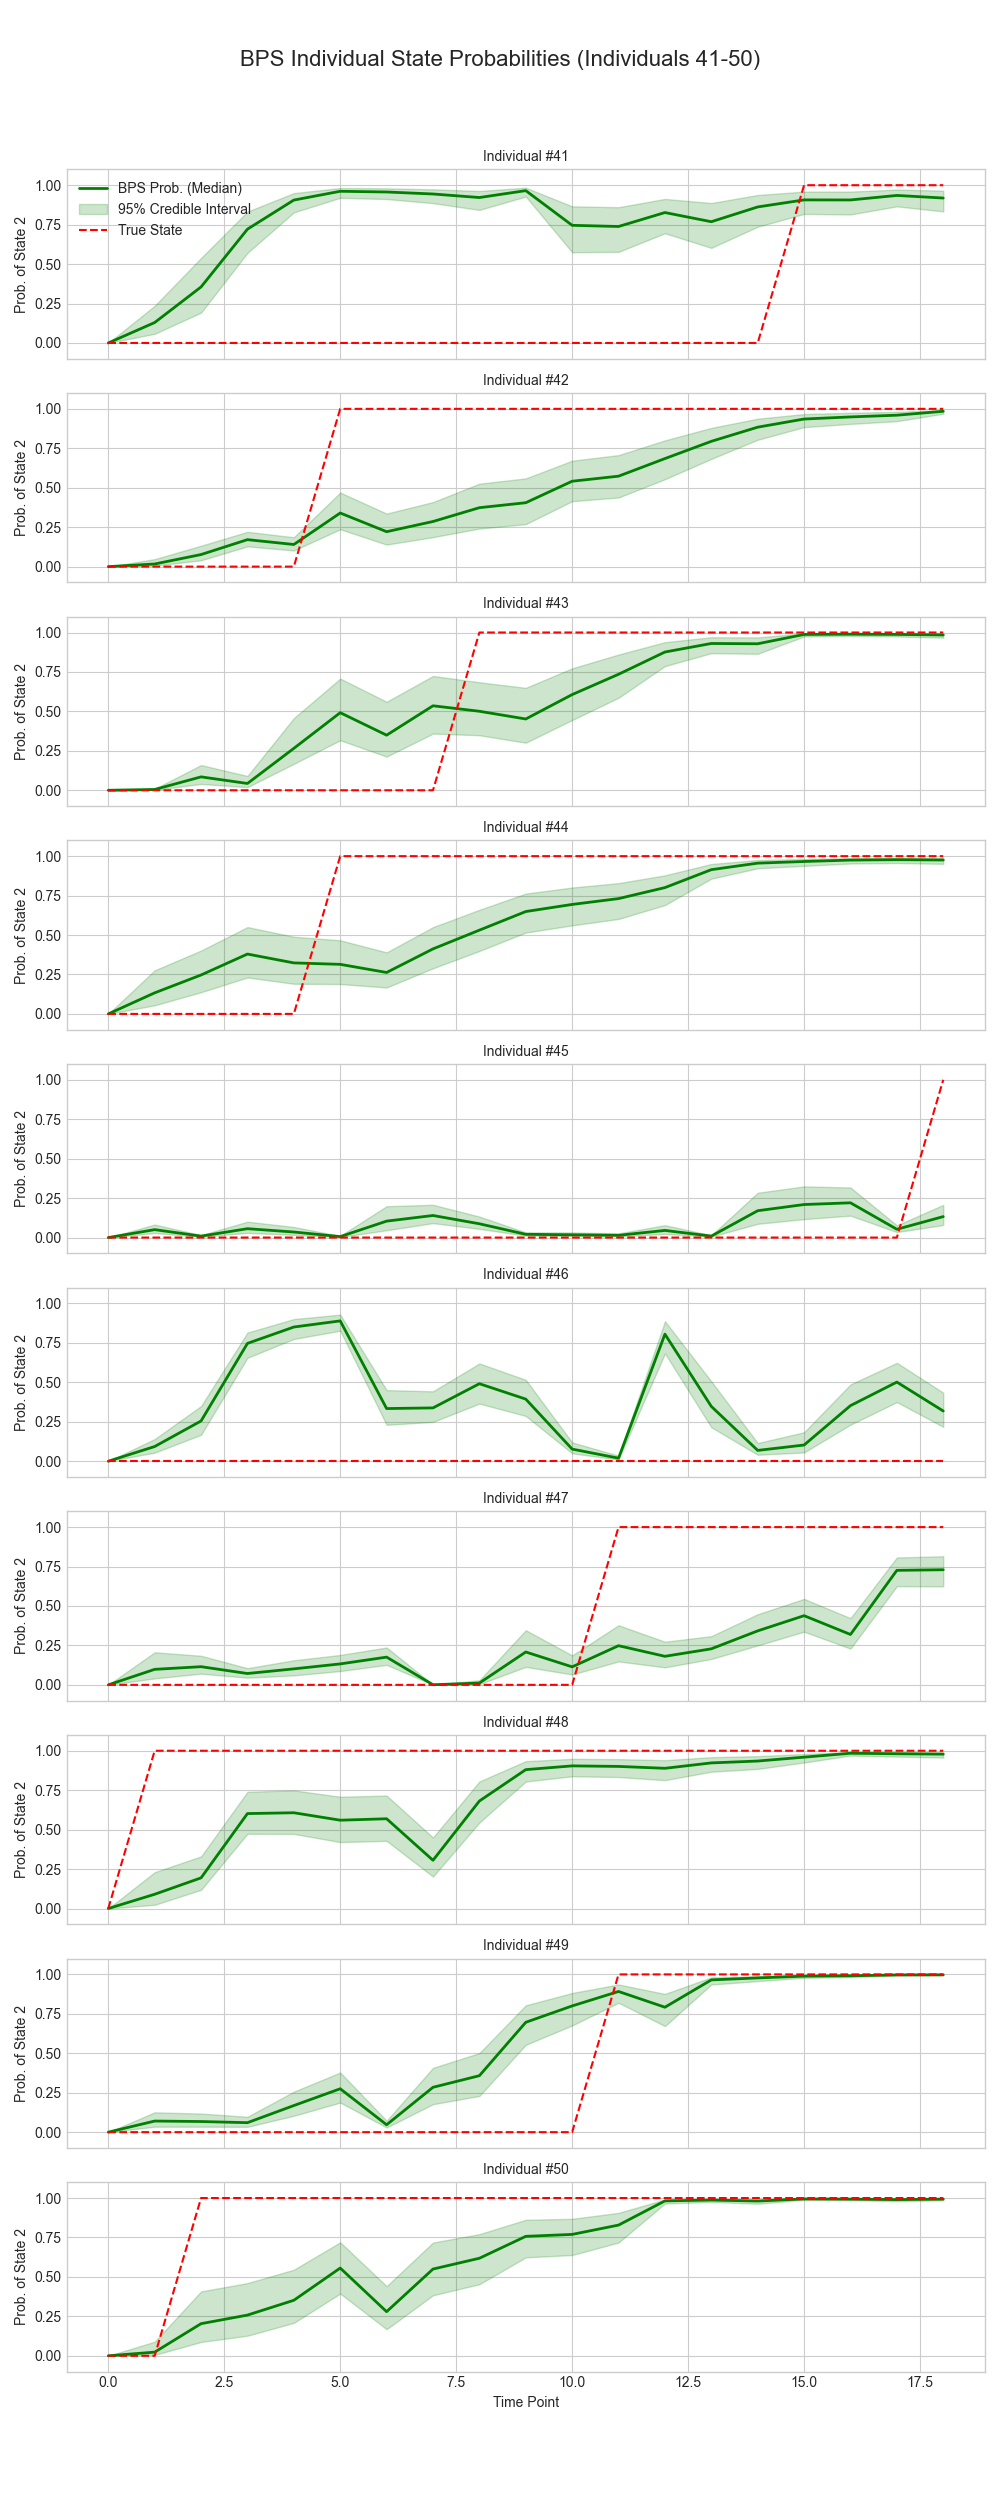 BPS Individual State Probabilities (Individuals 41-50)
Individual #41
BPS Prob. (Median)
95% Credible Interval
True State
1.00
0.75
0.50
0.25
0.00
Prob. of State 2
Individual #42
1.00
0.75
0.50
0.25
0.00
Prob. of State 2
Individual #43
1.00
0.75
0.50
0.25
0.00
Prob. of State 2
Individual #44
1.00
0.75
0.50
0.25
0.00
Prob. of State 2
Individual #45
1.00
0.75
0.50
0.25
0.00
Prob. of State 2
Individual #46
1.00
0.75
0.50
0.25
0.00
Prob. of State 2
Individual #47
1.00
0.75
0.50
0.25
0.00
Prob. of State 2
Individual #48
1.00
0.75
0.50
0.25
0.00
Prob. of State 2
Individual #49
1.00
0.75
0.50
0.25
0.00
Prob. of State 2
Individual #50
1.00
0.75
0.50
0.25
0.00
Prob. of State 2
0.0 2.5 5.0 7.5 10.0 12.5 15.0 17.5
Time Point